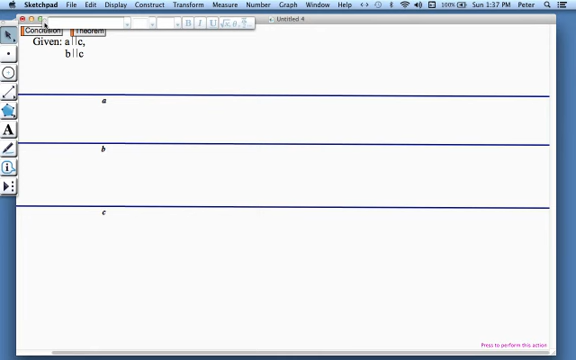 Sketchpad File Edit Display Construct Transform Measure Number Graph Window Help 100% Sun 1:37 PM Peter
Untitled 4
B I U
Conclusion Theorem
Given: a||c,
b||c
a
b
c
A
Press to perform this action